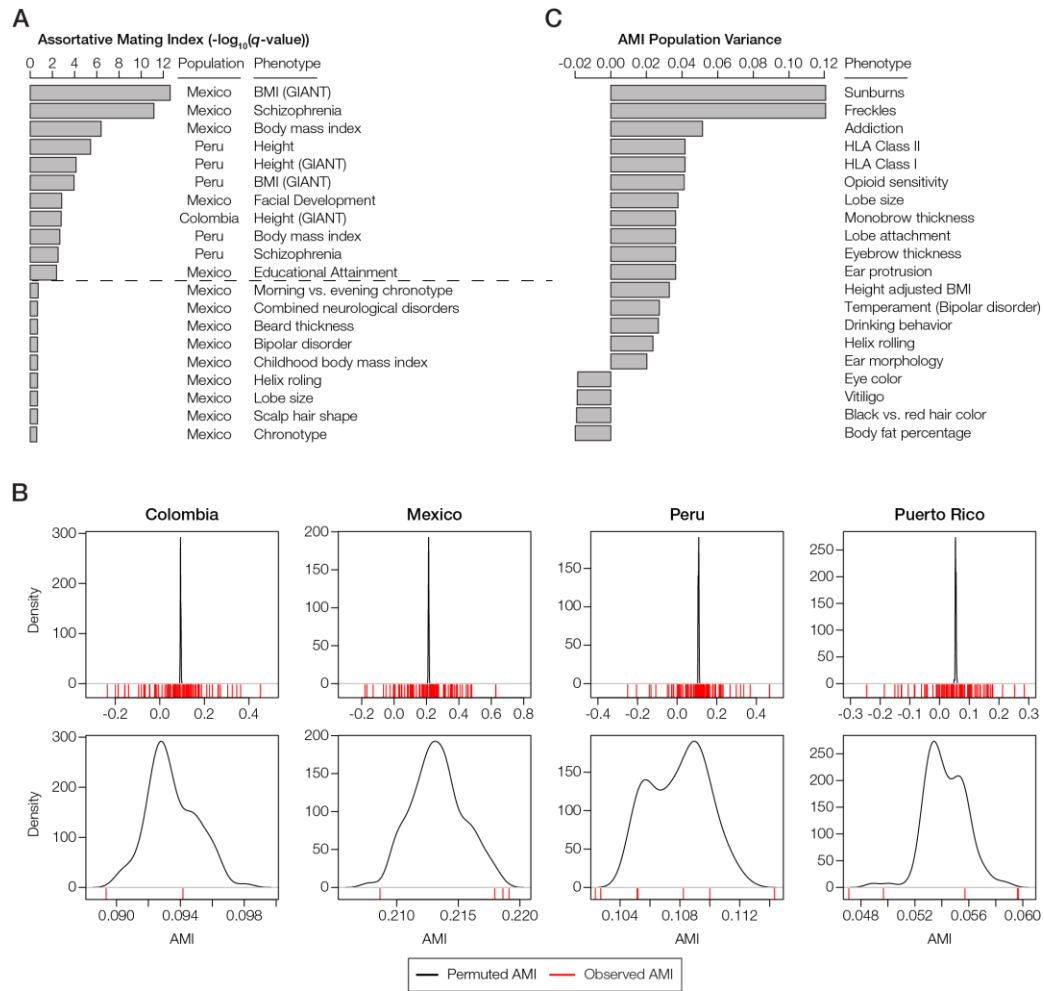 A
Assortative Mating Index (-log10(q-value))
0 2 4 6 8 10 12 Population Phenotype
Mexico BMI (GIANT)
Mexico Schizophrenia
Mexico Body mass index
Peru Height
Peru Height (GIANT)
Peru BMI (GIANT)
Mexico Facial Development
Colombia Height (GIANT)
Peru Body mass index
Peru Schizophrenia
Mexico Educational Attainment
Mexico Morning vs. evening chronotype
Mexico Combined neurological disorders
Mexico Beard thickness
Mexico Bipolar disorder
Mexico Childhood body mass index
Mexico Helix roling
Mexico Lobe size
Mexico Scalp hair shape
Mexico Chronotype
C
AMI Population Variance
-0.02 0.00 0.02 0.04 0.06 0.08 0.10 0.12 Phenotype
Sunburns
Freckles
Addiction
HLA Class II
HLA Class I
Opioid sensitivity
Lobe size
Monobrow thickness
Lobe attachment
Eyebrow thickness
Ear protrusion
Height adjusted BMI
Temperament (Bipolar disorder)
Drinking behavior
Helix rolling
Ear morphology
Eye color
Vitiligo
Black vs. red hair color
Body fat percentage
B
Colombia
Density
300
200
100
0
-0.2 0.0 0.2 0.4
Mexico
200
150
100
50
0
-0.2 0.0 0.2 0.4 0.6 0.8
Peru
150
100
50
0
-0.4 -0.2 0.0 0.2 0.4
Puerto Rico
250
200
150
100
50
0
-0.3 -0.2 -0.1 0.0 0.1 0.2 0.3
Density
300
200
100
0
0.090 0.094 0.098
AMI
200
150
100
50
0
0.210 0.215 0.220
AMI
150
100
50
0
0.104 0.108 0.112
AMI
250
200
150
100
50
0
0.048 0.052 0.056 0.060
AMI
Permuted AMI Observed AMI